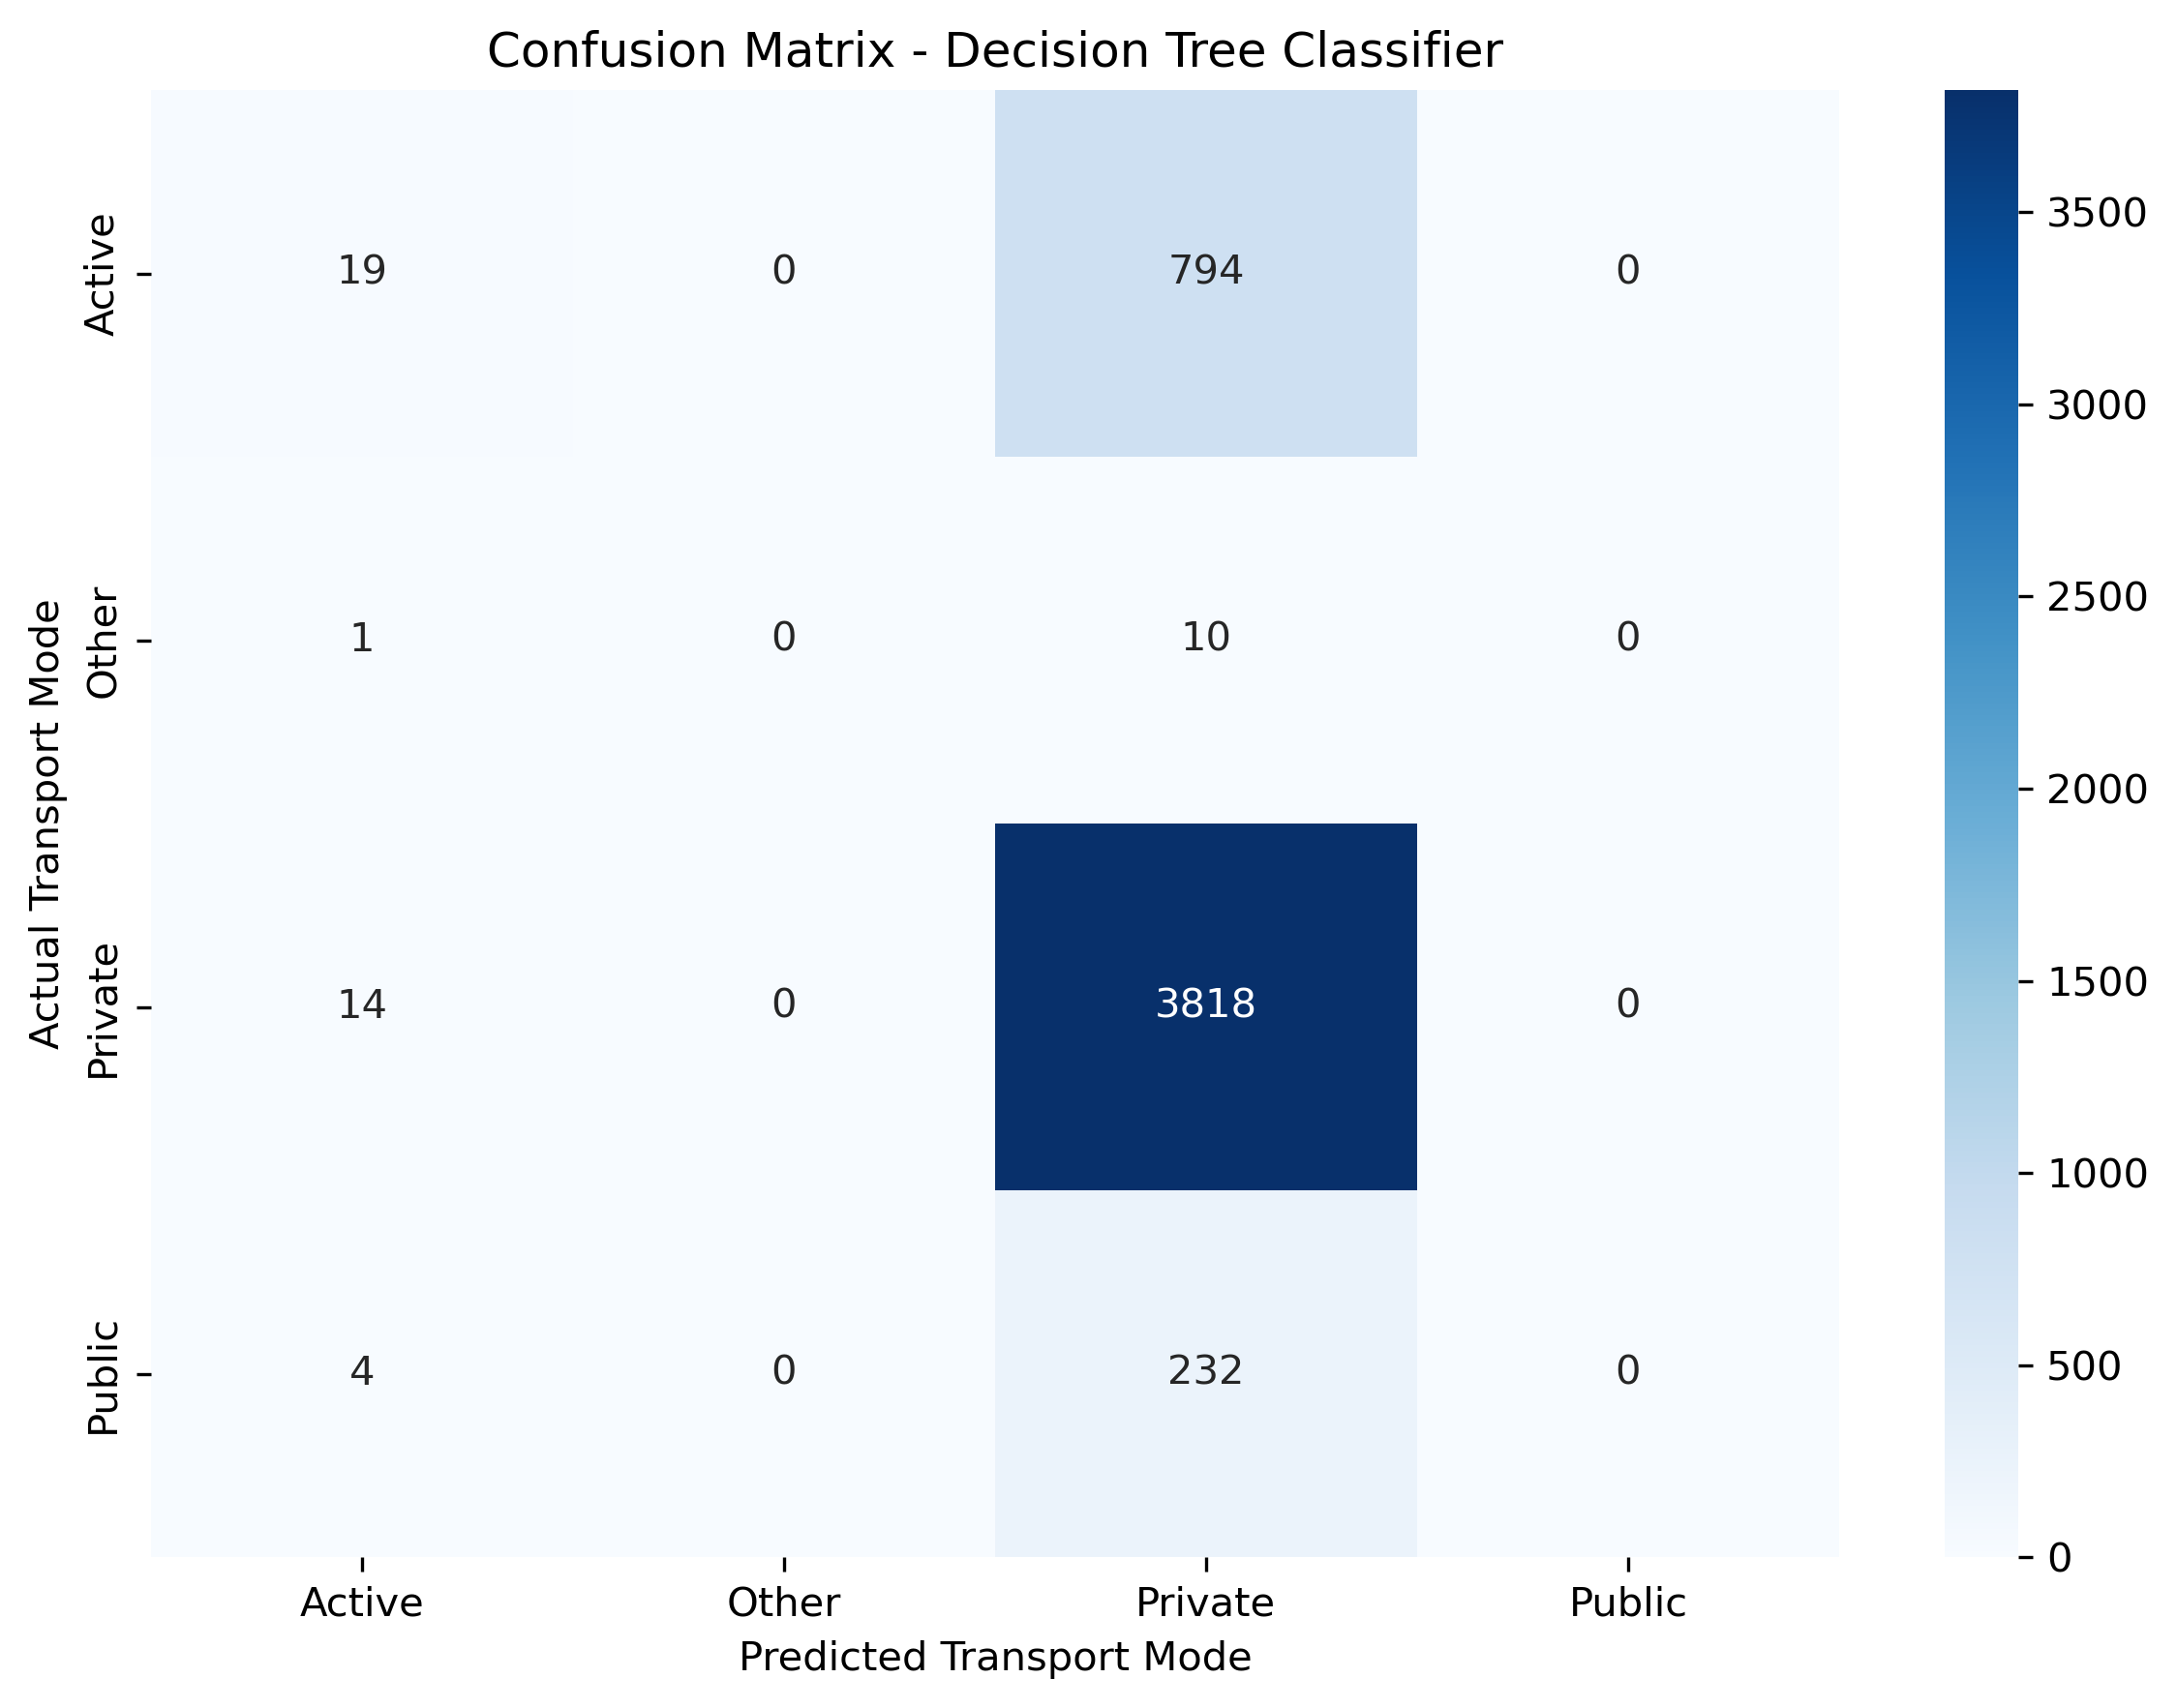 Confusion Matrix - Decision Tree Classifier
Actual Transport Mode
Active
19 0 794 0
Other
1 0 10 0
Private
14 0 3818 0
Public
4 0 232 0
Active Other Private Public
Predicted Transport Mode
3500
3000
2500
2000
1500
1000
500
0